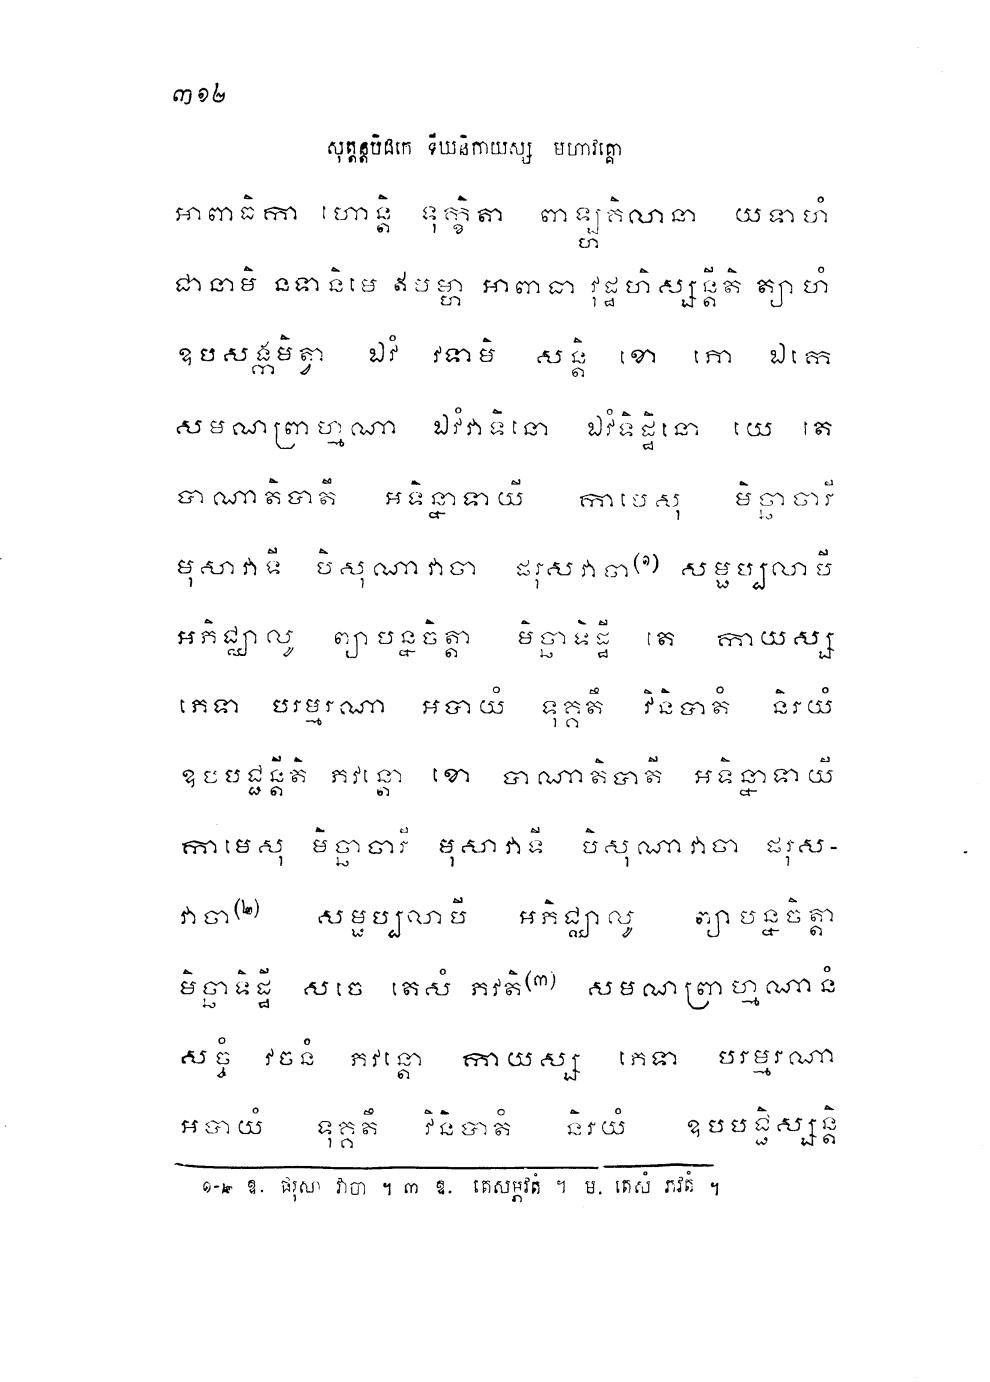 ៣១២
សុត្តន្តបិដកេ ទីឃនិកាយស្ស មហាវគ្គោ
អាពាធិកា ហោន្តិ ទុក្ខិតា ពាឡ្ហគិលានា យទាហំ
ជានាមិ នទានិមេ ឥបម្ហា អាពាធា វុដ្ឋហិស្សន្តីតិ ត្យាហំ
ឧបសង្កមិត្វា ឯវំ វទាមិ សន្តិ ខោ ភោ ឯកេ
សមណព្រាហ្មណា ឯវំវាទិនោ ឯវំទិដ្ឋិនោ យេ តេ
បាណាតិបាតី អទិន្នាទាយី កាមេសុ មិច្ឆាចារី
មុសាវាទី បិសុណាវាចា ផរុសវាចា(១) សម្ផប្បលាបី
អភិជ្ឈាលូ ព្យាបន្នចិត្តា មិច្ឆាទិដ្ឋី តេ កាយស្ស
ភេទា បរម្មរណា អបាយំ ទុគ្គតឹ វិនិបាតំ និរយំ
ឧបបជ្ជន្តីតិ ភវន្តោ ខោ បាណាតិបាតី អទិន្នាទាយី
កាមេសុ មិច្ឆាចារី មុសាវាទី បិសុណាវាចា ផរុស-
វាចា(២) សម្ផប្បលាបី អភិជ្ឈាលូ ព្យាបន្នចិត្តា
មិច្ឆាទិដ្ឋី សចេ តេសំ ភវតិ(៣) សមណព្រាហ្មណានំ
សច្ចំ វចនំ ភវន្តោ កាយស្ស ភេទា បរម្មរណា
អបាយំ ទុគ្គតឹ វិនិបាតំ និរយំ ឧបបជ្ជិស្សន្តិ
១-២ ឱ. ផរុសា វាចា ។ ៣ ឱ. តេសម្ភវតំ ។ ម. តេសំ ភវតំ ។